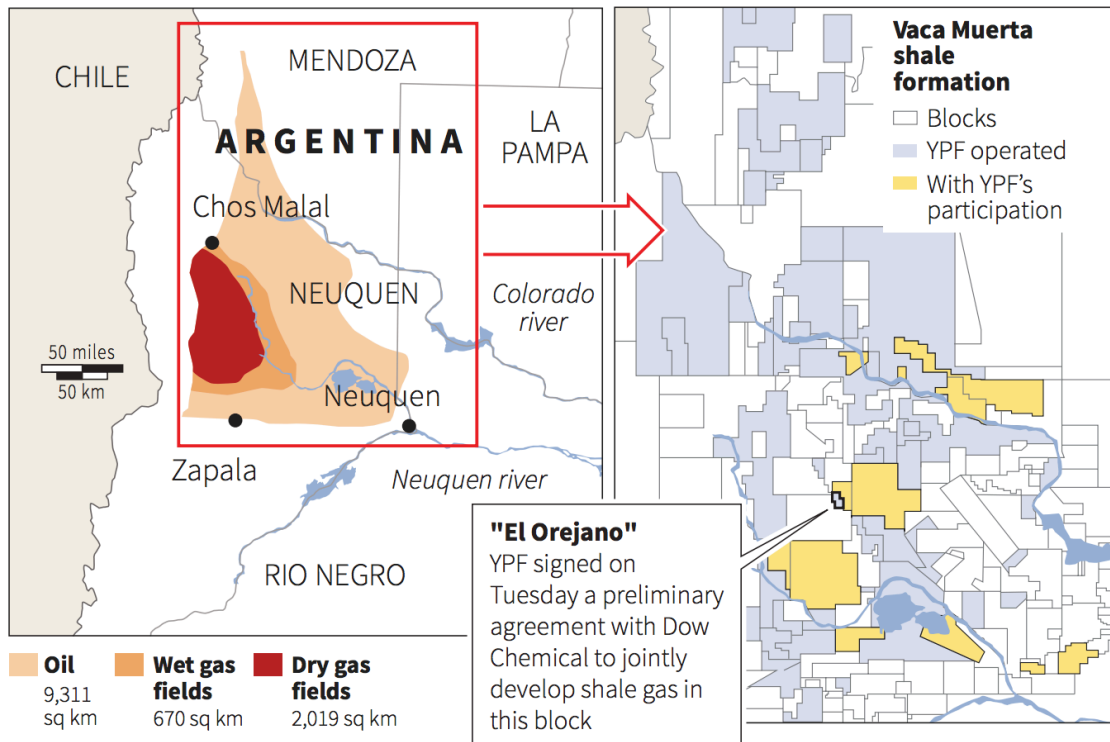 CHILE
MENDOZA
ARGENTINA
LA
PAMPA
Chos Malal
NEUQUEN
Colorado
river
50 miles
50 km
Neuquen
Zapala
Neuquen river
RIO NEGRO
Oil
9,311
sq km
Wet gas
fields
670 sq km
Dry gas
fields
2,019 sq km
Vaca Muerta
shale
formation
Blocks
YPF operated
With YPF’s
participation
"El Orejano"
YPF signed on
Tuesday a preliminary
agreement with Dow
Chemical to jointly
develop shale gas in
this block